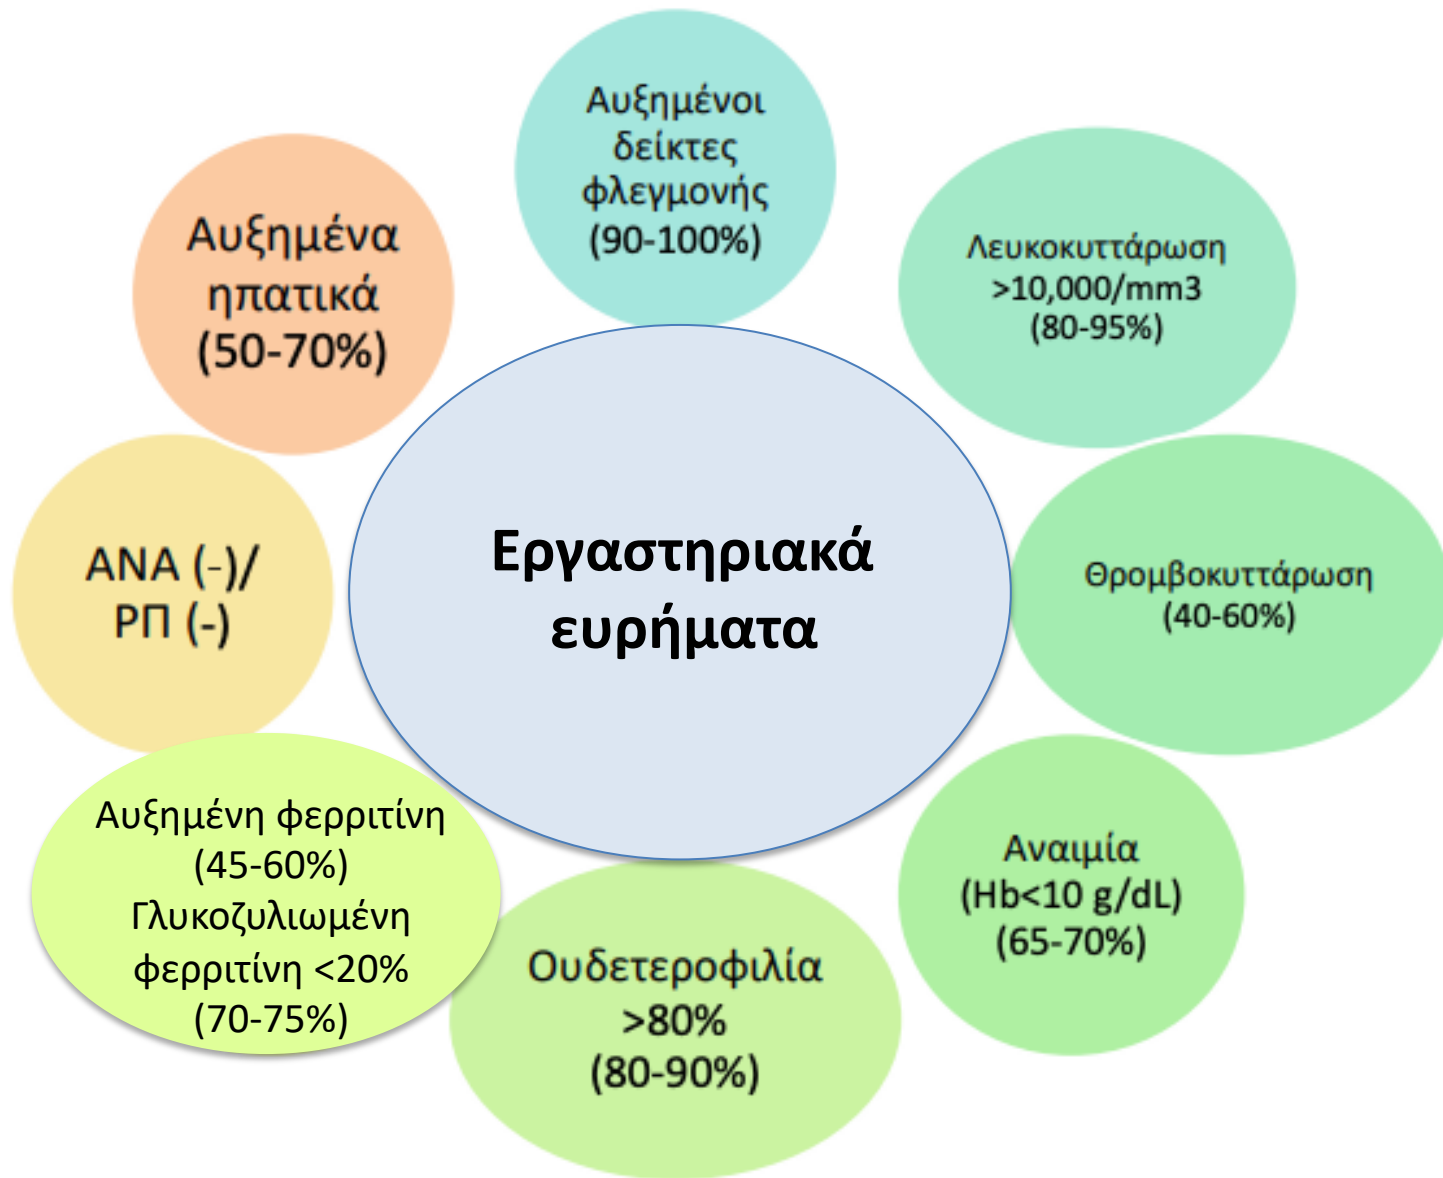 Αυξημένοι
δείκτες
φλεγμονής
(90-100%)
Λευκοκυττάρωση
>10,000/mm3
(80-95%)
Θρομβοκυττάρωση
(40-60%)
Αναιμία
(Hb<10 g/dL)
(65-70%)
Ουδετεροφιλία
>80%
(80-90%)
Αυξημένη φερριτίνη
(45-60%)
Γλυκοζυλιωμένη
φερριτίνη <20%
(70-75%)
ΑΝΑ (-)/
ΡΠ (-)
Αυξημένα
ηπατικά
(50-70%)
Εργαστηριακά
ευρήματα